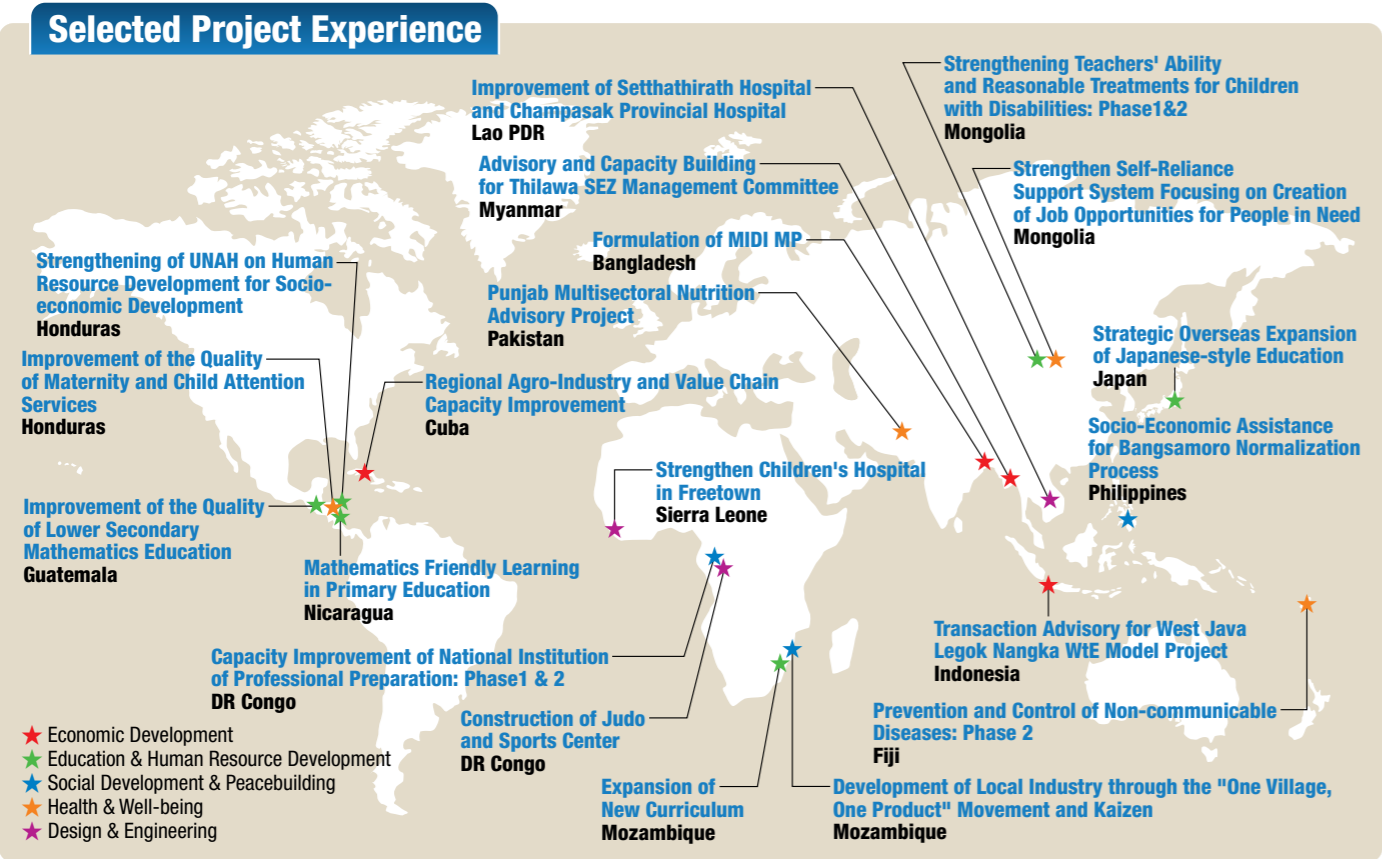 Selected Project Experience
Improvement of Setthathirath Hospital
and Champasak Provincial Hospital
Lao PDR
Advisory and Capacity Building
for Thilawa SEZ Management Committee
Myanmar
Formulation of MIDI MP
Bangladesh
Punjab Multisectoral Nutrition
Advisory Project
Pakistan
Strengthening Teachers' Ability
and Reasonable Treatments for Children
with Disabilities: Phase1&2
Mongolia
Strengthen Self-Reliance
Support System Focusing on Creation
of Job Opportunities for People in Need
Mongolia
Strengthening of UNAH on Human
Resource Development for Socio-
economic Development
Honduras
Improvement of the Quality
of Maternity and Child Attention
Services
Honduras
Regional Agro-Industry and Value Chain
Capacity Improvement
Cuba
Strategic Overseas Expansion
of Japanese-style Education
Japan
Socio-Economic Assistance
for Bangsamoro Normalization
Process
Philippines
Improvement of the Quality
of Lower Secondary
Mathematics Education
Guatemala
Mathematics Friendly Learning
in Primary Education
Nicaragua
Strengthen Children's Hospital
in Freetown
Sierra Leone
Capacity Improvement of National Institution
of Professional Preparation: Phase1 & 2
DR Congo
Construction of Judo
and Sports Center
DR Congo
Transaction Advisory for West Java
Legok Nangka WtE Model Project
Indonesia
Prevention and Control of Non-communicable
Diseases: Phase 2
Fiji
Expansion of
New Curriculum
Mozambique
Development of Local Industry through the "One Village,
One Product" Movement and Kaizen
Mozambique
Economic Development
Education & Human Resource Development
Social Development & Peacebuilding
Health & Well-being
Design & Engineering